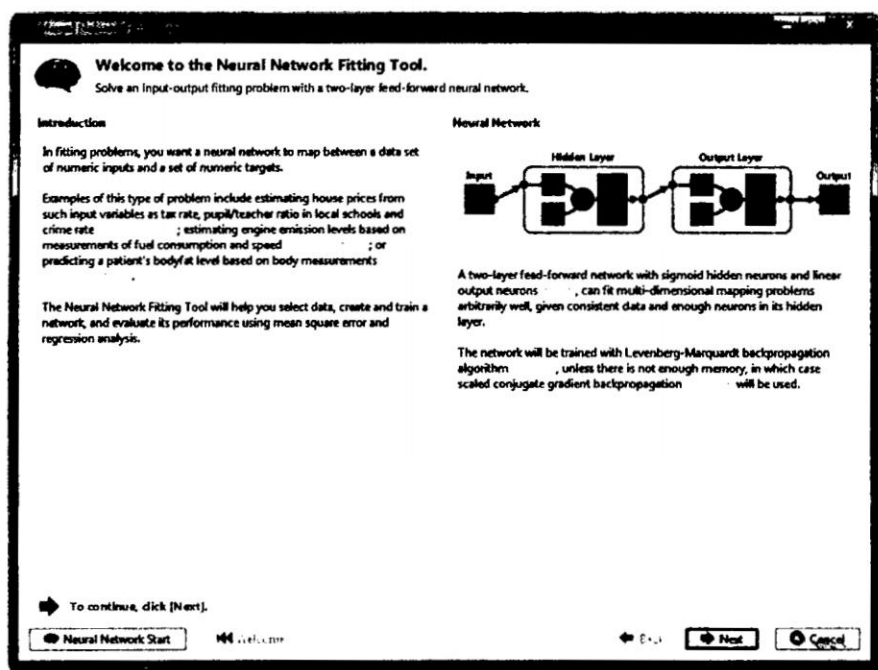 Welcome to the Neural Network Fitting Tool.
Solve an input-output fitting problem with a two-layer feed-forward neural network.
Introduction
In fitting problems, you want a neural network to map between a data set
of numeric inputs and a set of numeric targets.
Examples of this type of problem include estimating house prices from
such input variables as tax rate, pupil/teacher ratio in local schools and
crime rate ; estimating engine emission levels based on
measurements of fuel consumption and speed ; or
predicting a patient's bodyfat level based on body measurements
.
The Neural Network Fitting Tool will help you select data, create and train a
network, and evaluate its performance using mean square error and
regression analysis.
Neural Network
Hidden Layer Output Layer
Input Output
A two-layer feed-forward network with sigmoid hidden neurons and linear
output neurons , can fit multi-dimensional mapping problems
arbitrarily well, given consistent data and enough neurons in its hidden
layer.
The network will be trained with Levenberg-Marquardt backpropagation
algorithm , unless there is not enough memory, in which case
scaled conjugate gradient backpropagation will be used.
To continue, click [Next].
Neural Network Start Welcome Back Next Cancel